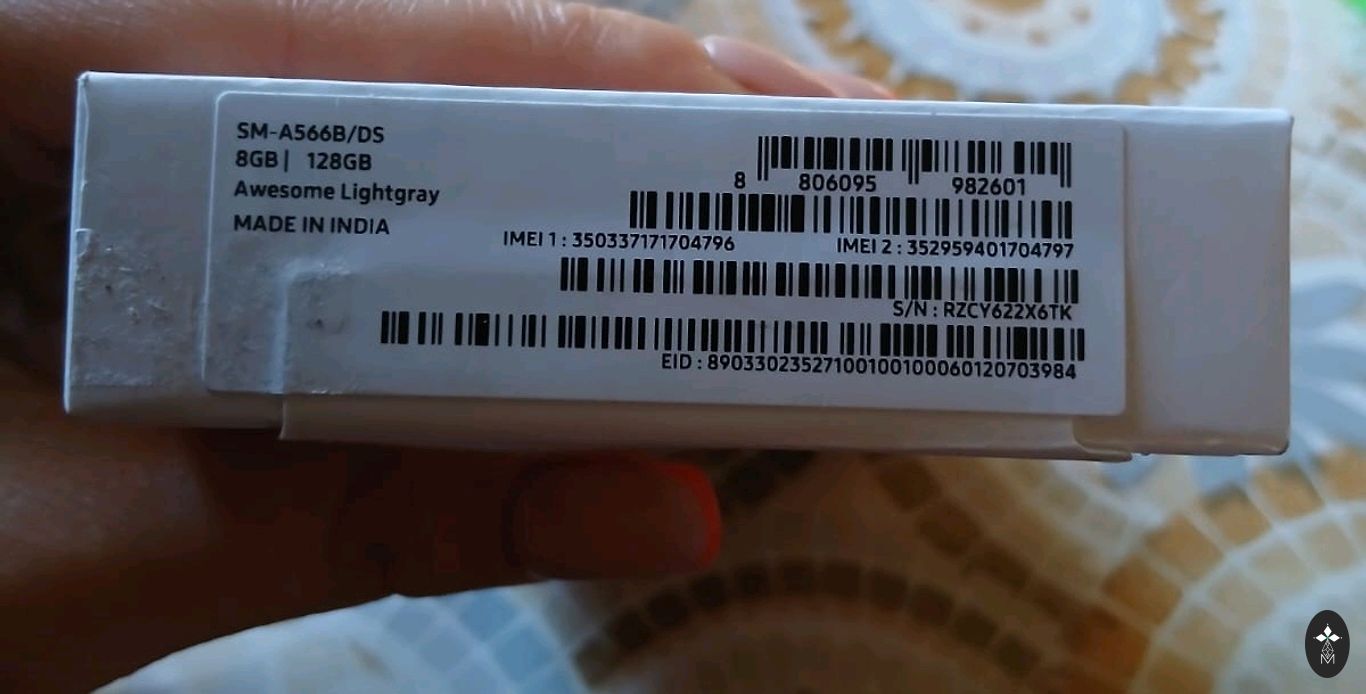 SM-A566B/DS
8GB | 128GB
Awesome Lightgray
MADE IN INDIA
8 806095 982601
IMEI 1 : 350337171704796 IMEI 2 : 352959401704797
S/N : RZCY622X6TK
EID : 89033023527100100100060120703984
M